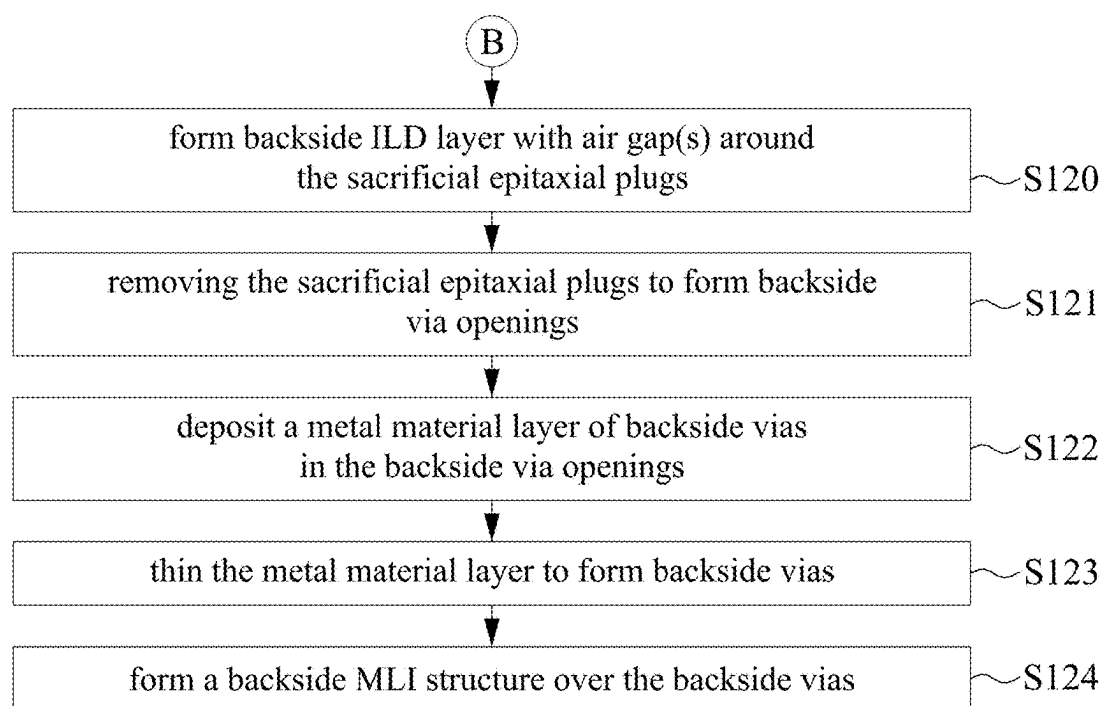 B
form backside ILD layer with air gap(s) around
the sacrificial epitaxial plugs
S120
removing the sacrificial epitaxial plugs to form backside
via openings
S121
deposit a metal material layer of backside vias
in the backside via openings
S122
thin the metal material layer to form backside vias
S123
form a backside MLI structure over the backside vias
S124